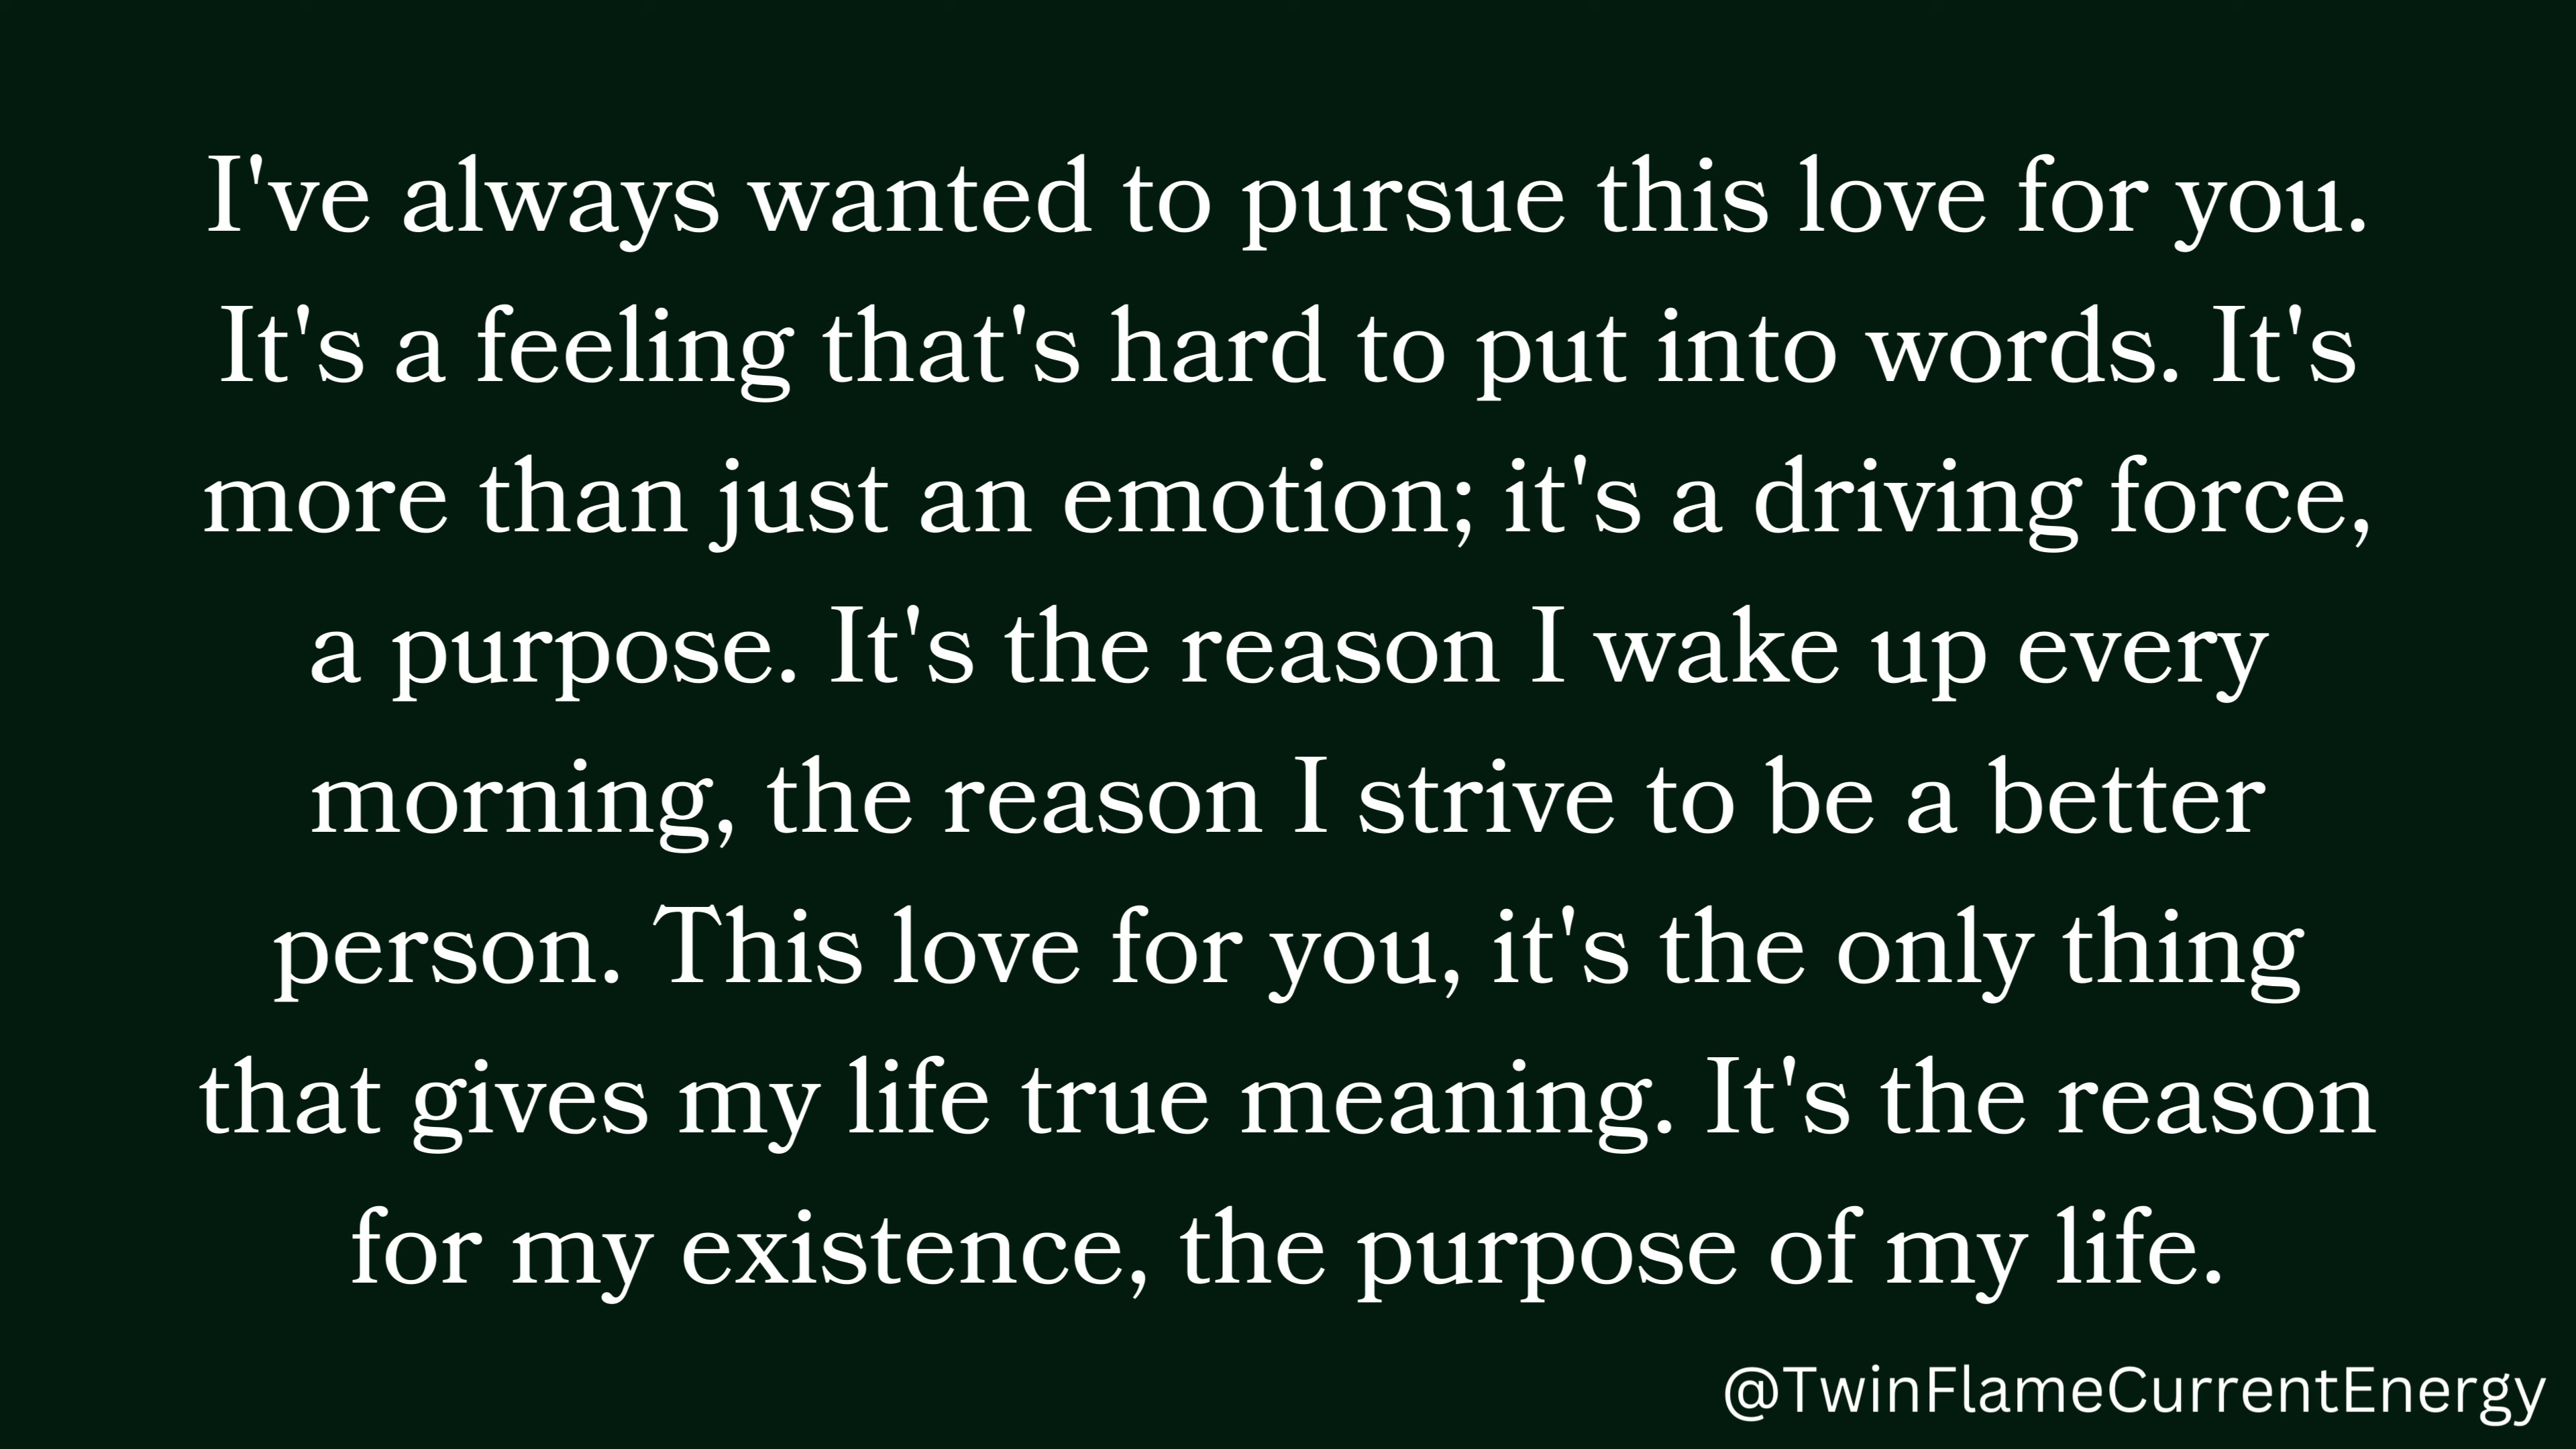 I've always wanted to pursue this love for you.
It's a feeling that's hard to put into words. It's
more than just an emotion; it's a driving force,
a purpose. It's the reason I wake up every
morning, the reason I strive to be a better
person. This love for you, it's the only thing
that gives my life true meaning. It's the reason
for my existence, the purpose of my life.
@TwinFlameCurrentEnergy